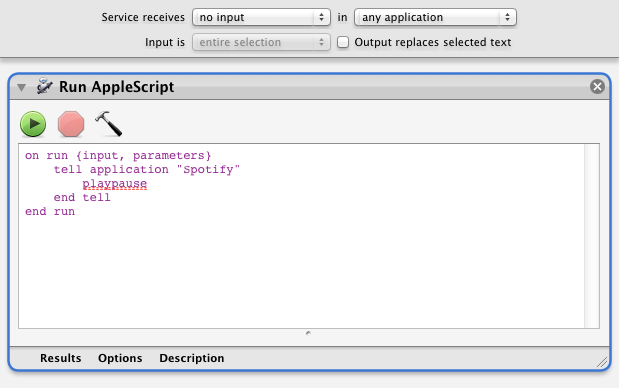 Service receives no input in any application
Input is entire selection Output replaces selected text
Run AppleScript
on run {input, parameters}
tell application "Spotify"
playpause
end tell
end run
Results Options Description